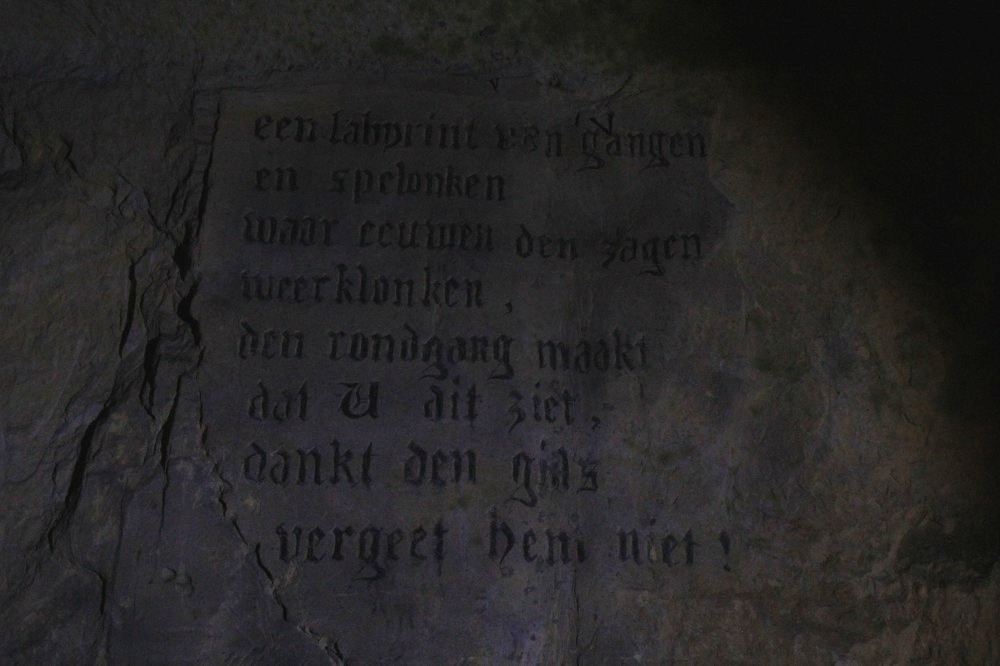 een labyrint van gangen
en spelonken
waar eeuwen den zagen
weerklonken,
den rondgang maakt
dat U dit ziet,
dankt den gids
vergeet hem niet!